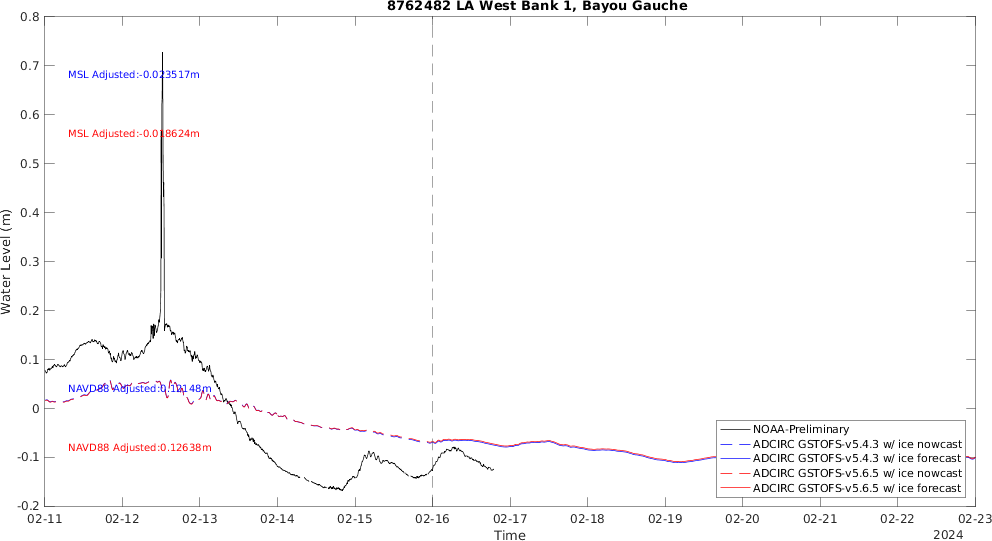 8762482 LA West Bank 1, Bayou Gauche
0.8
0.7
0.6
0.5
0.4
0.3
0.2
0.1
0
-0.1
-0.2
Water Level (m)
MSL Adjusted:-0.023517m
MSL Adjusted:-0.018624m
NAVD88 Adjusted:0.12148m
NAVD88 Adjusted:0.12638m
NOAA-Preliminary
ADCIRC GSTOFS-v5.4.3 w/ ice nowcast
ADCIRC GSTOFS-v5.4.3 w/ ice forecast
ADCIRC GSTOFS-v5.6.5 w/ ice nowcast
ADCIRC GSTOFS-v5.6.5 w/ ice forecast
02-11 02-12 02-13 02-14 02-15 02-16 02-17 02-18 02-19 02-20 02-21 02-22 02-23
Time
2024